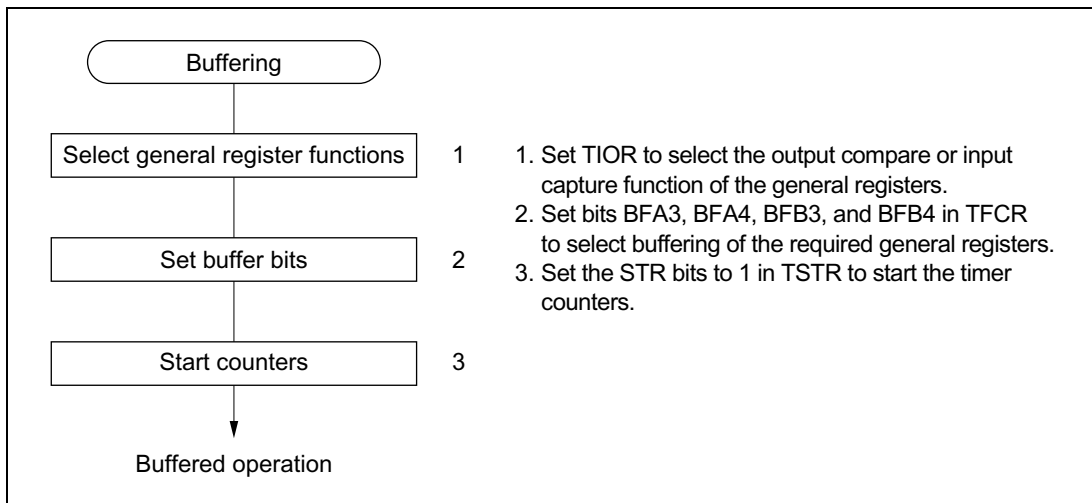 Buffering
Select general register functions 1
Set buffer bits 2
Start counters 3
Buffered operation
1. Set TIOR to select the output compare or input
capture function of the general registers.
2. Set bits BFA3, BFA4, BFB3, and BFB4 in TFCR
to select buffering of the required general registers.
3. Set the STR bits to 1 in TSTR to start the timer
counters.